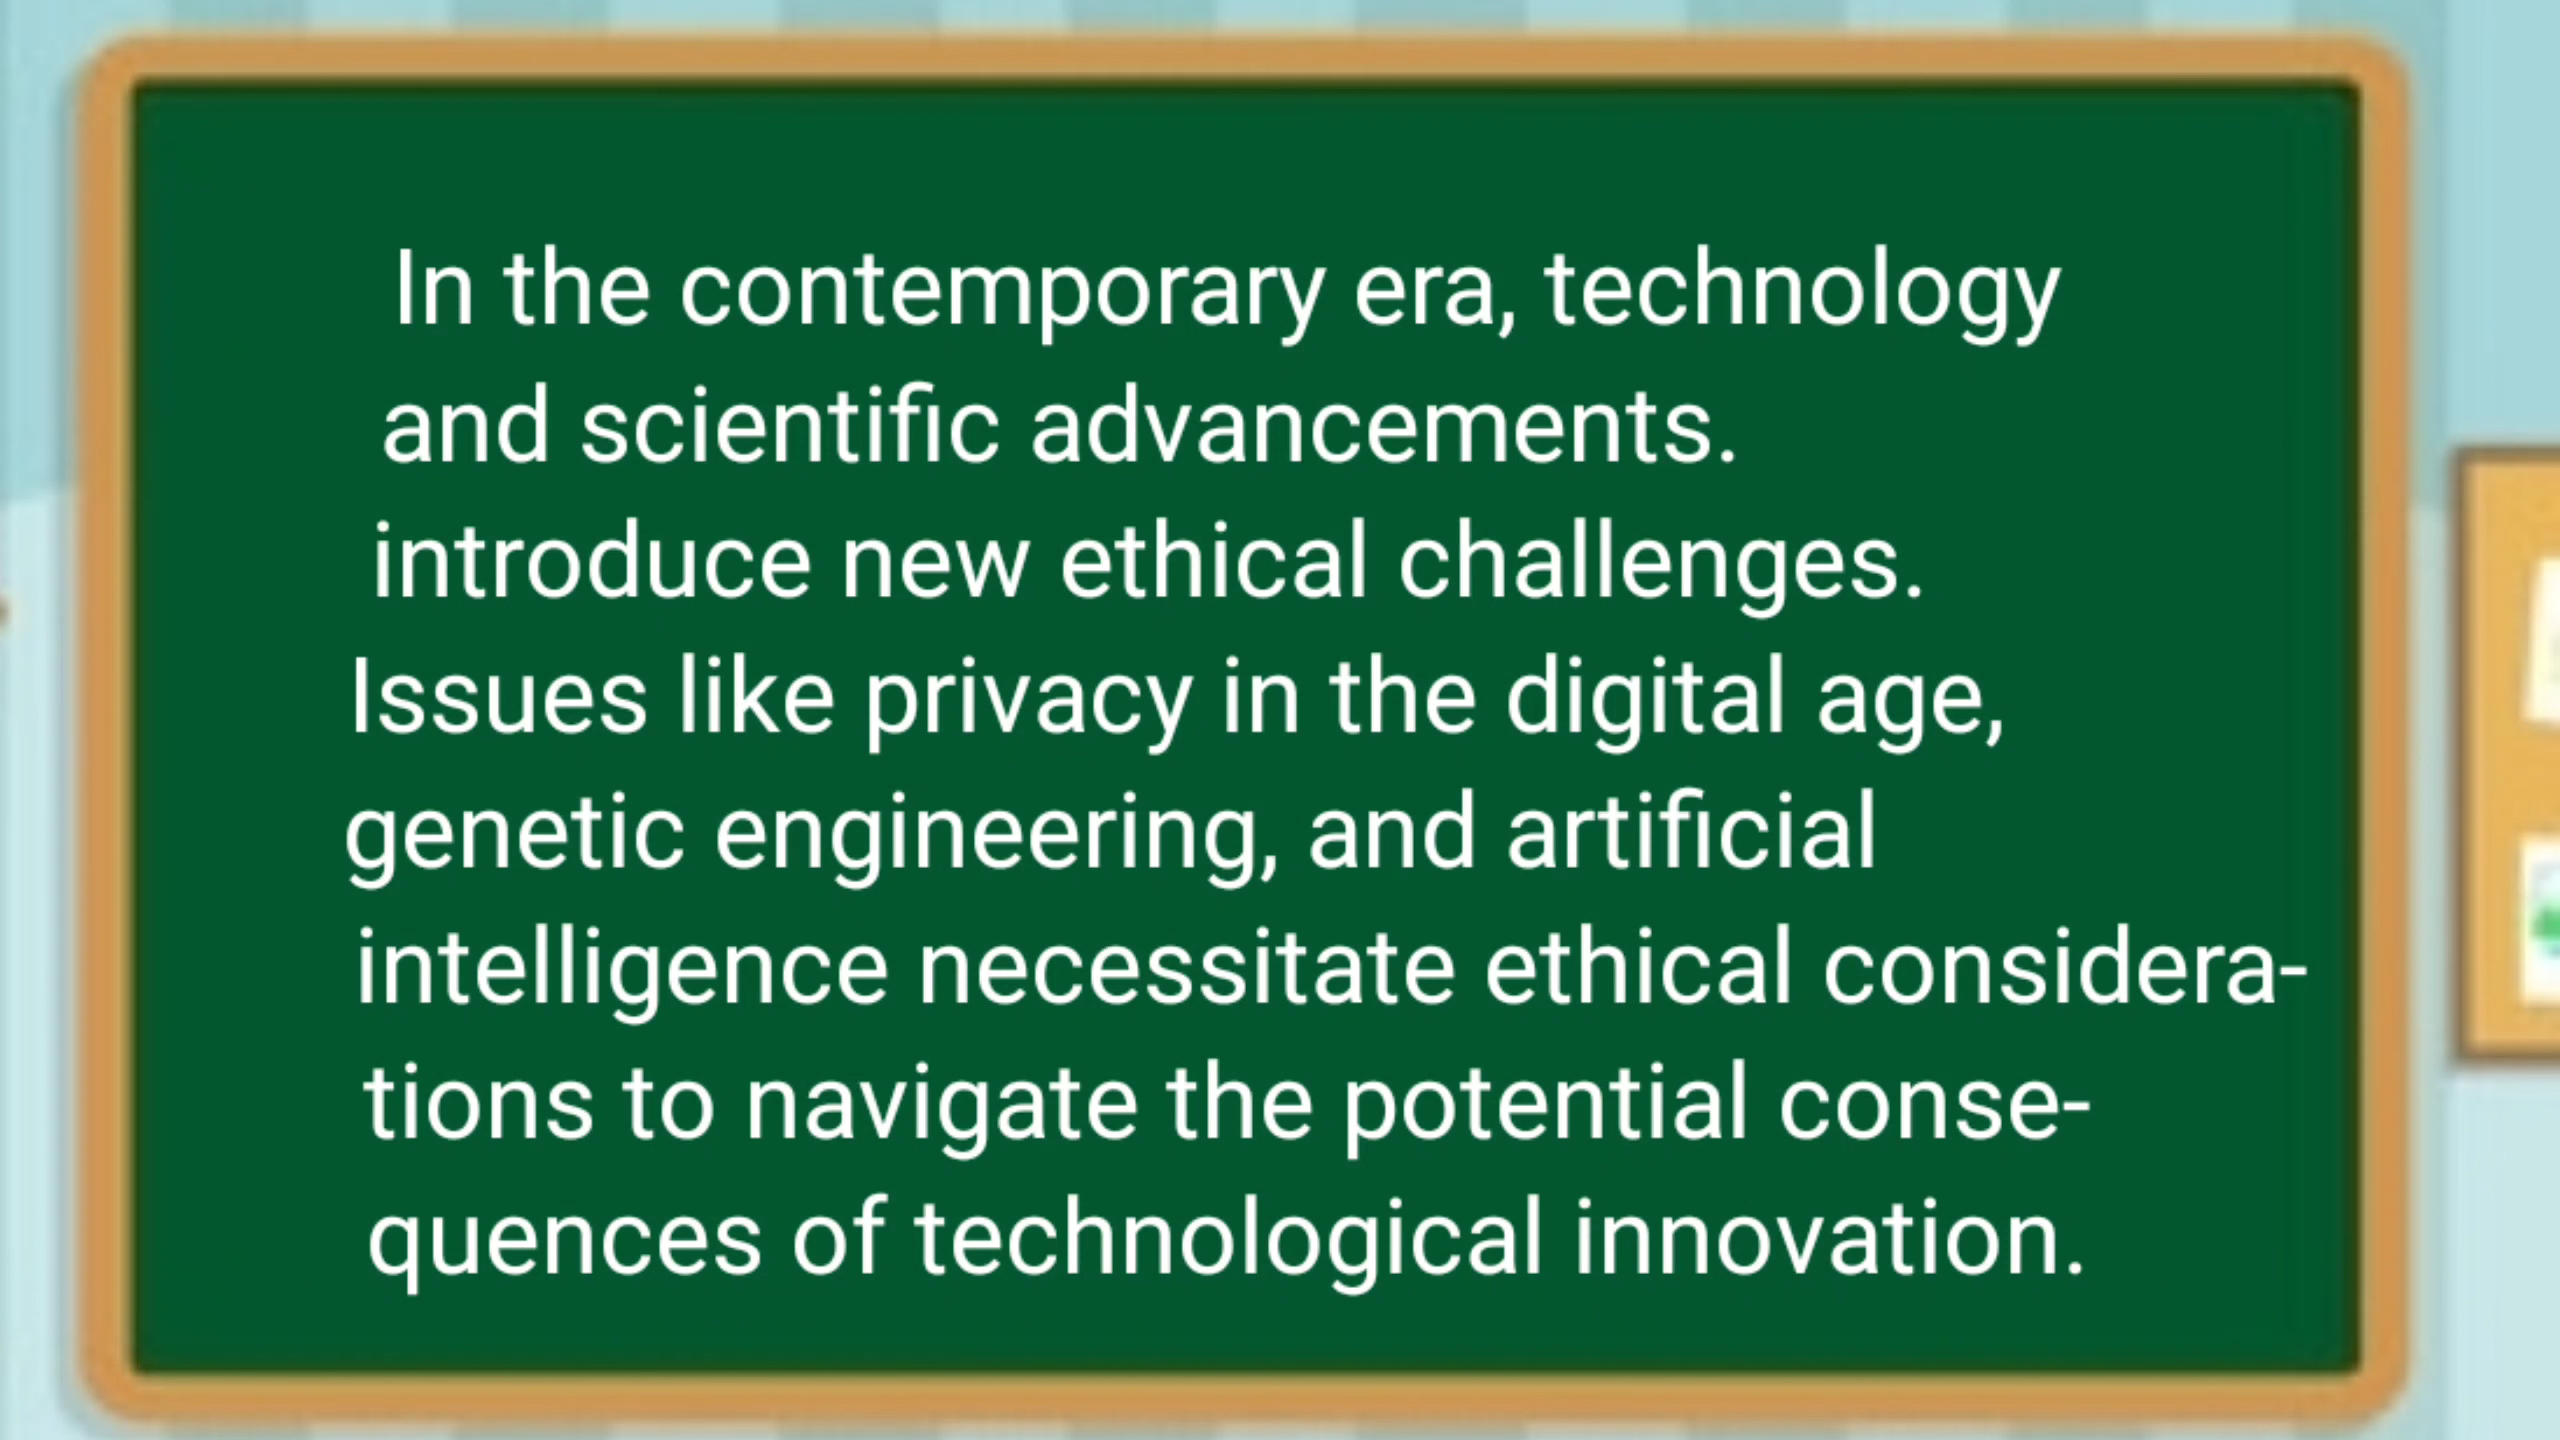 In the contemporary era, technology
and scientific advancements.
introduce new ethical challenges.
Issues like privacy in the digital age,
genetic engineering, and artificial
intelligence necessitate ethical considera-
tions to navigate the potential conse-
quences of technological innovation.